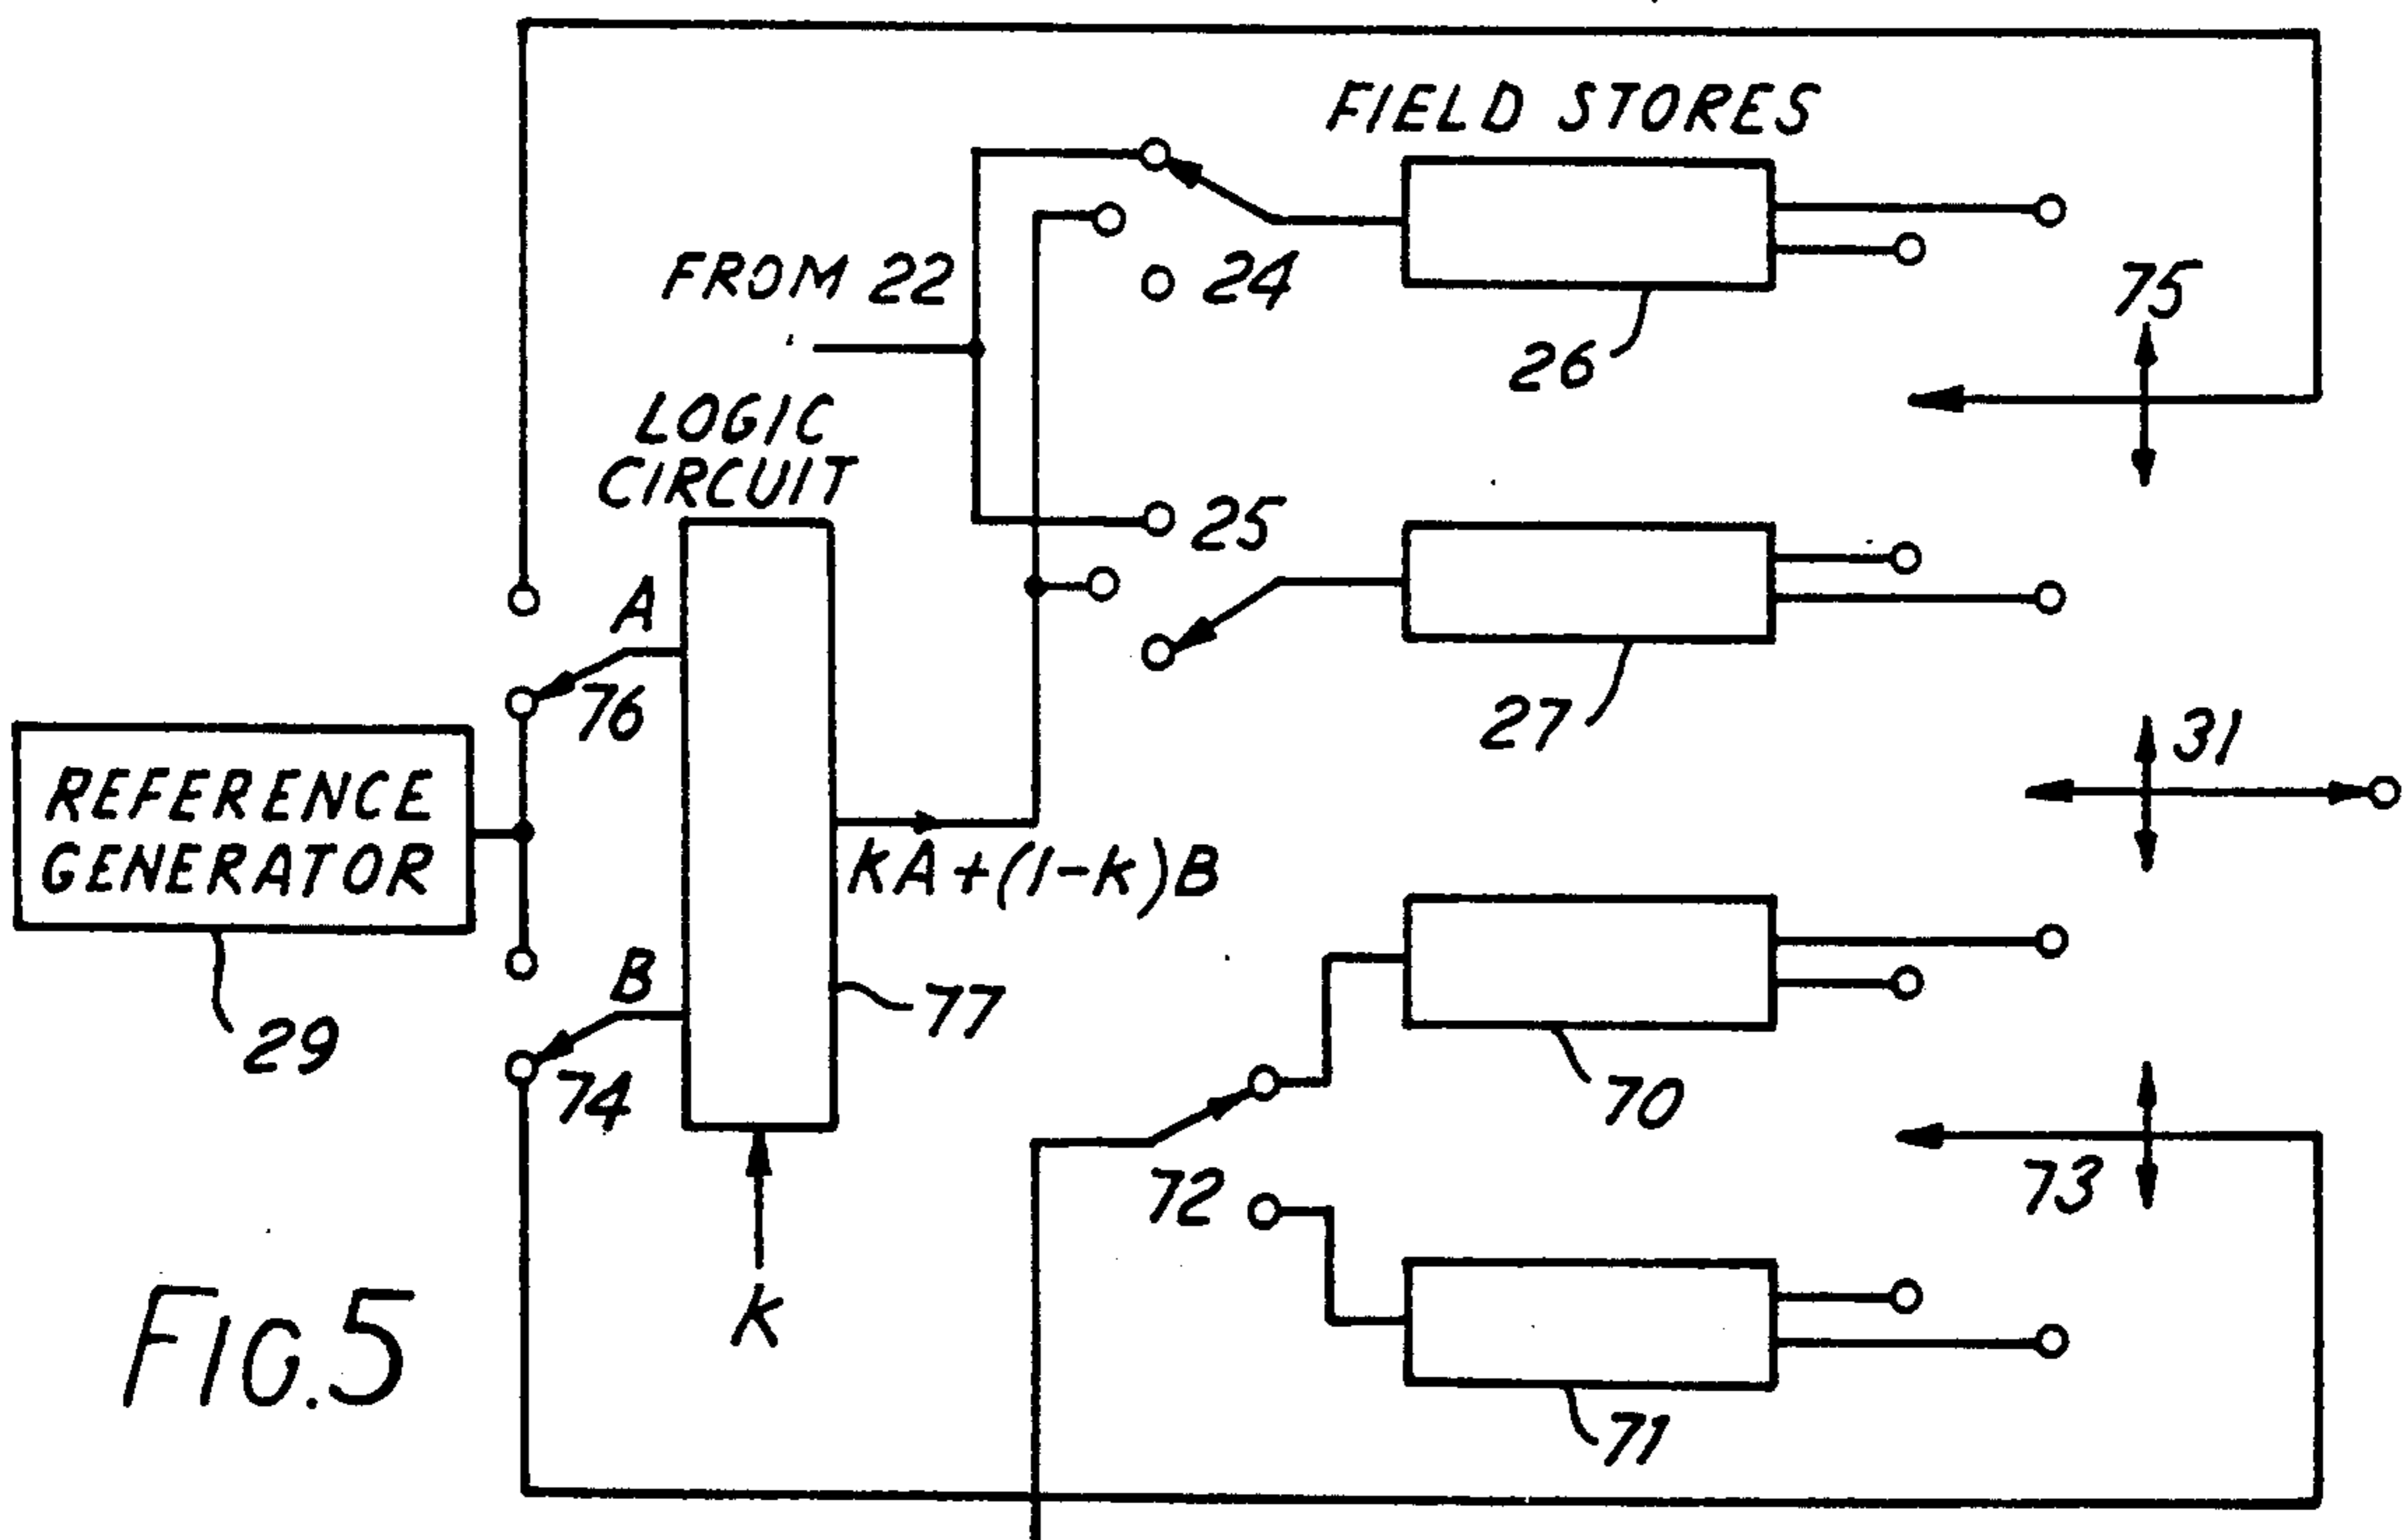 FIELD STORES
FROM 22
24
26
75
LOGIC
CIRCUIT
25
A
76
27
31
REFERENCE
GENERATOR
KA+(1-K)B
B
77
29
74
70
72
73
K
71
FIG.5